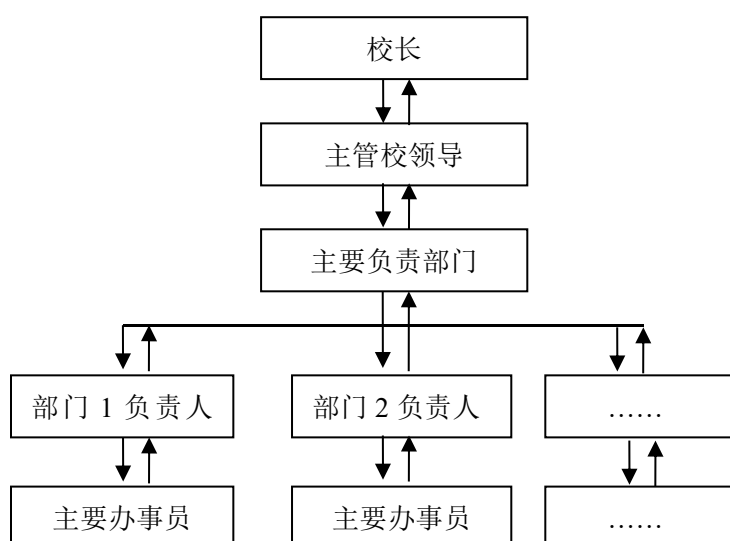 校长
主管校领导
主要负责部门
部门 1 负责人
部门 2 负责人
……
主要办事员
主要办事员
……